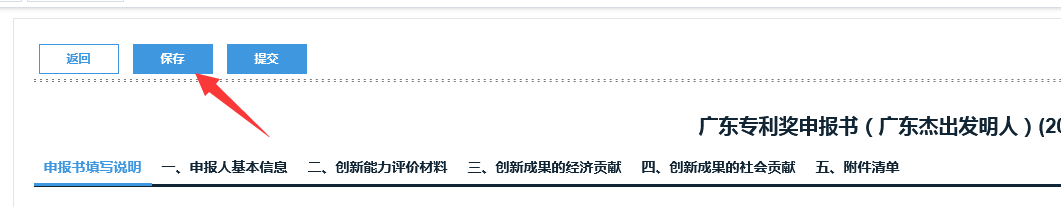 返回 保存 提交
广东专利奖申报书（广东杰出发明人）(20
申报书填写说明 一、申报人基本信息 二、创新能力评价材料 三、创新成果的经济贡献 四、创新成果的社会贡献 五、附件清单